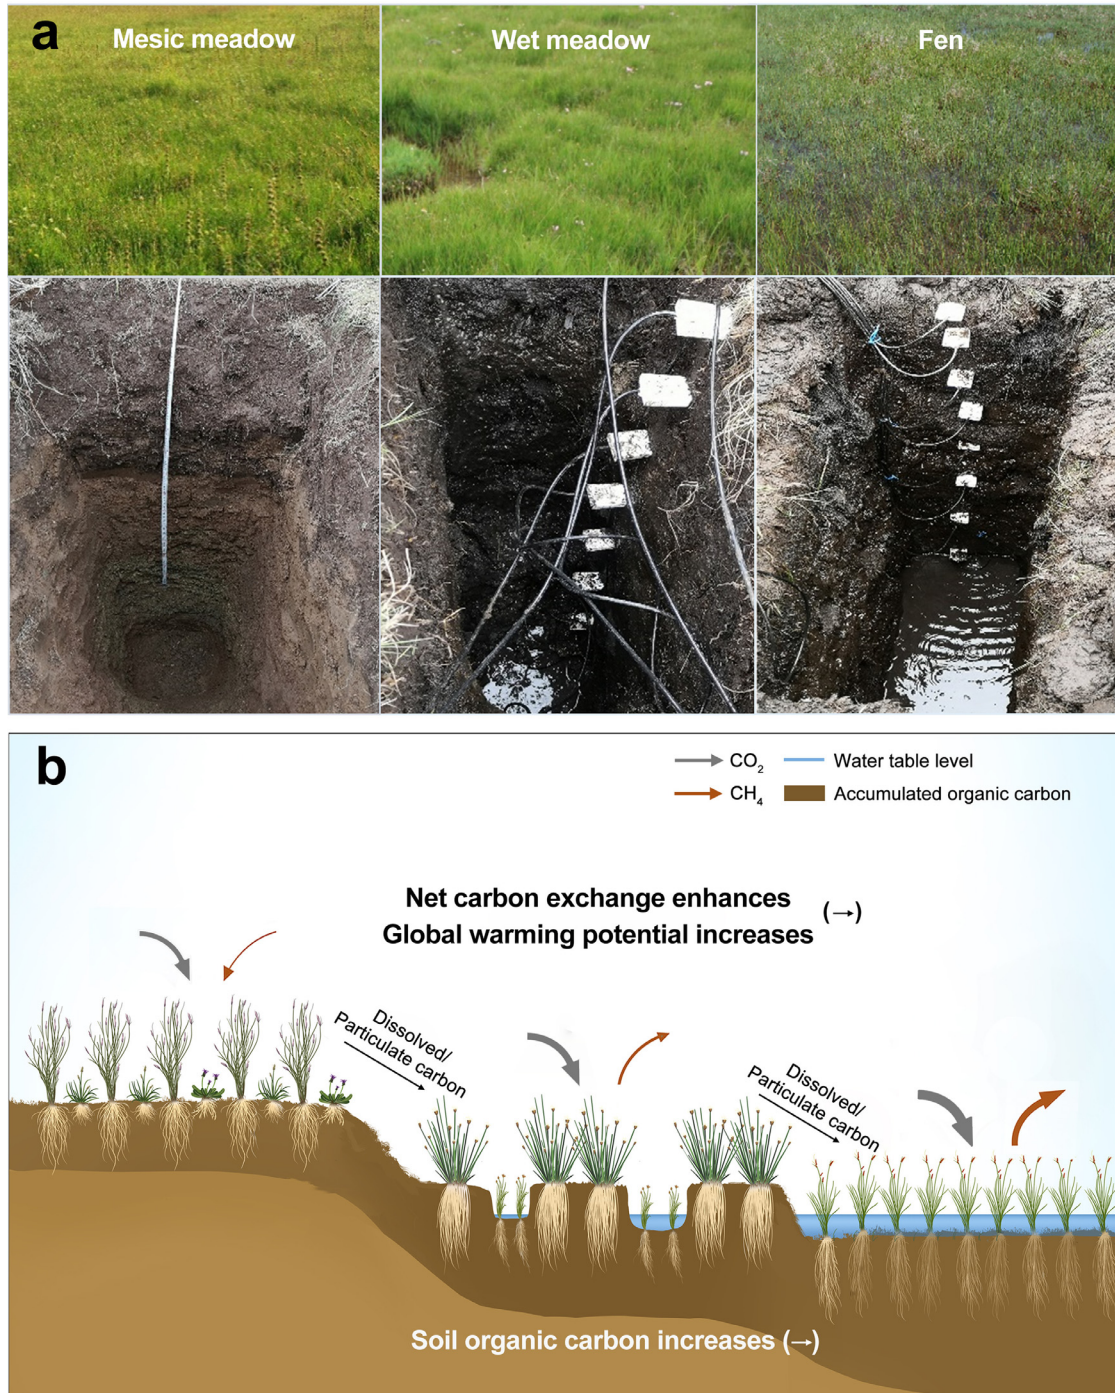 a
Mesic meadow
Wet meadow
Fen
b
CO₂
Water table level
CH₄
Accumulated organic carbon
Net carbon exchange enhances
Global warming potential increases
(→)
Dissolved/
Particulate carbon
Dissolved/
Particulate carbon
Soil organic carbon increases (→)